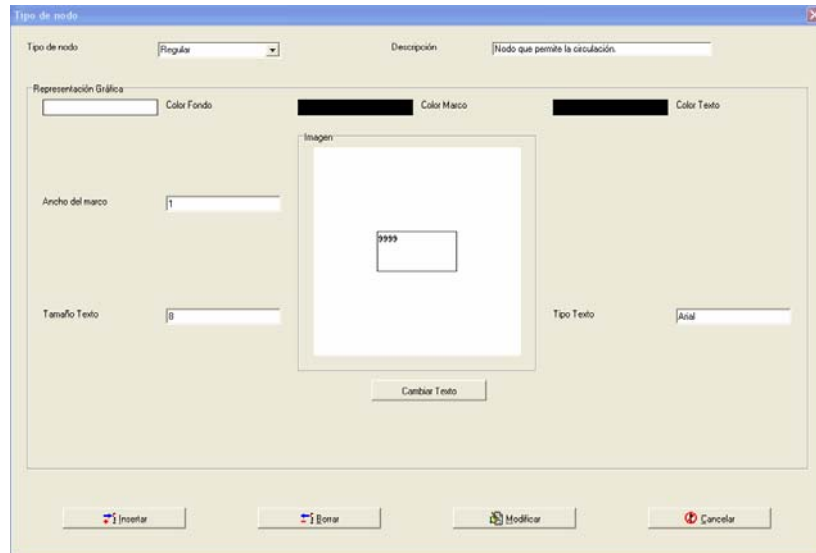 Tipo de nodo
Tipo de nodo Regular Descripción Nodo que permite la circulación.
Representación Gráfica
Color Fondo Color Marco Color Texto
Imagen
Ancho del marco 1
9999
Tamaño Texto 8 Tipo Texto Arial
Cambiar Texto
Insertar Borrar Modificar Cancelar